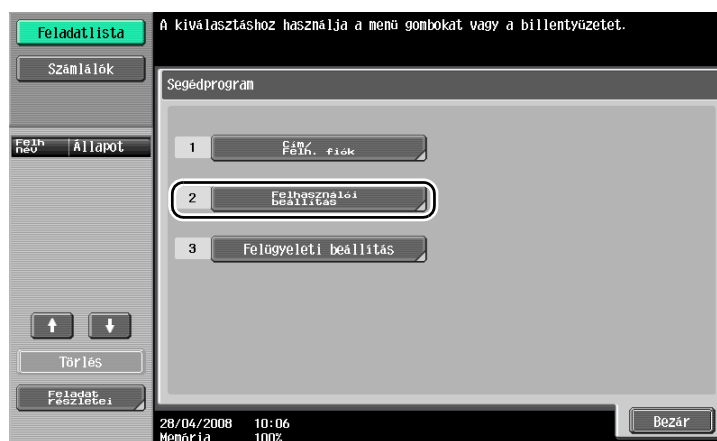 Feladatlista
A kiválasztáshoz használja a menü gombokat vagy a billentyűzetet.
Számlálók
Segédprogram
Felh név Állapot
1 Cím/ Felh. fiók
2 Felhasználói beállítás
3 Felügyeleti beállítás
Törlés
Feladat részletei
28/04/2008 10:06
Memória 100%
Bezár